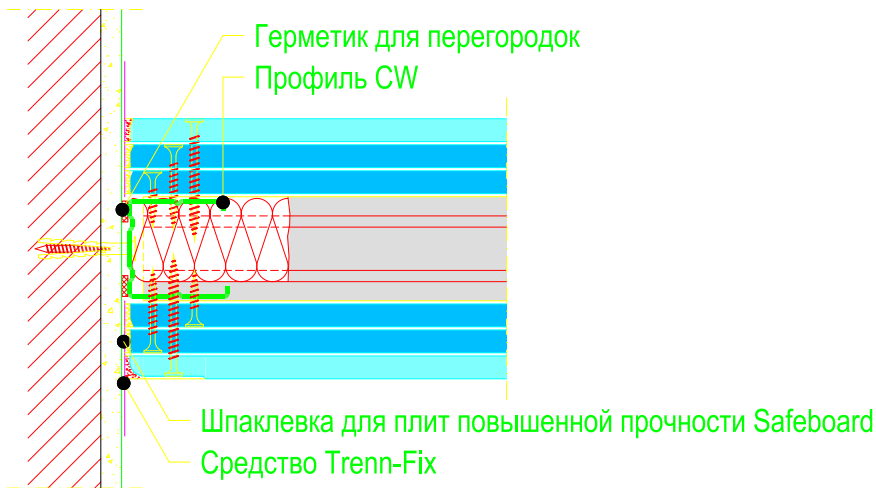 Герметик для перегородок
Профиль CW
Шпаклевка для плит повышенной прочности Safeboard
Средство Trenn-Fix